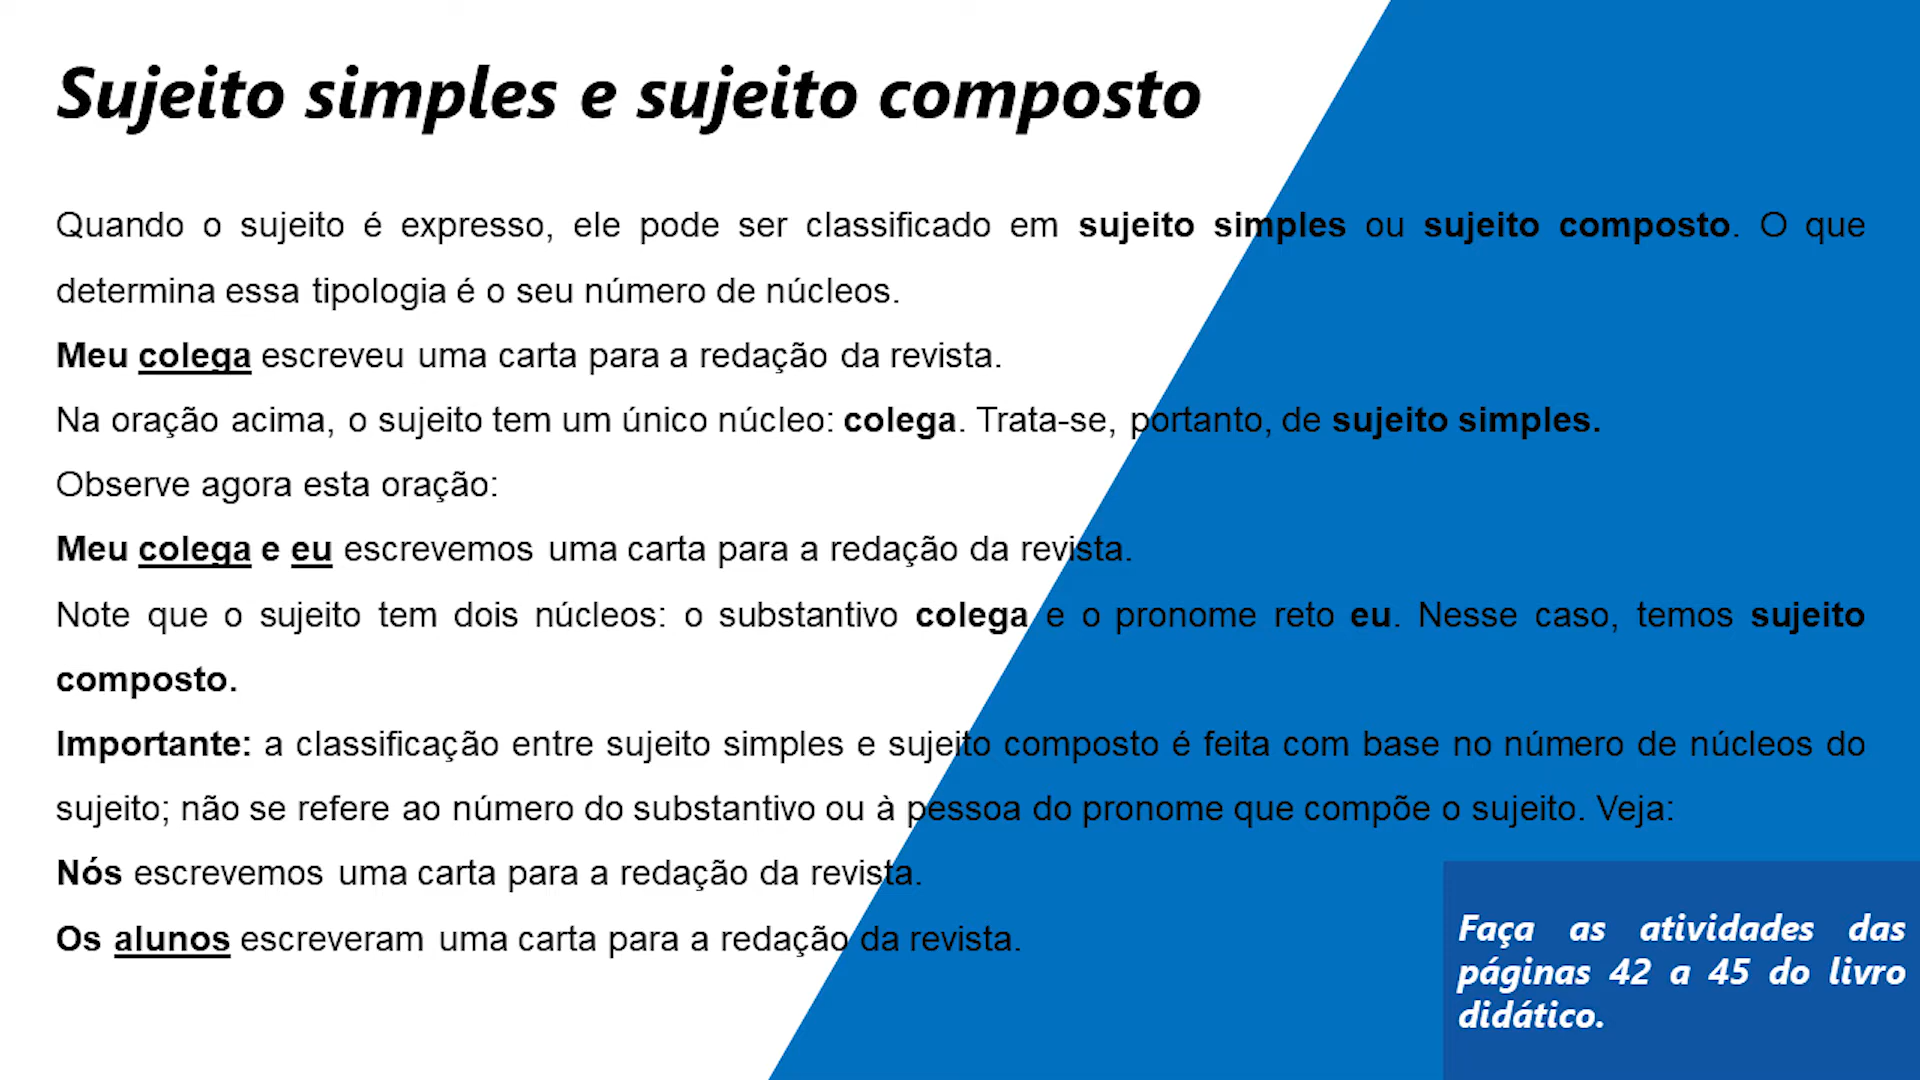 Sujeito simples e sujeito composto
Quando o sujeito é expresso, ele pode ser classificado em sujeito simples ou sujeito composto. O que
determina essa tipologia é o seu número de núcleos.
Meu colega escreveu uma carta para a redação da revista.
Na oração acima, o sujeito tem um único núcleo: colega. Trata-se, portanto, de sujeito simples.
Observe agora esta oração:
Meu colega e eu escrevemos uma carta para a redação da revista.
Note que o sujeito tem dois núcleos: o substantivo colega e o pronome reto eu. Nesse caso, temos sujeito
composto.
Importante: a classificação entre sujeito simples e sujeito composto é feita com base no número de núcleos do
sujeito; não se refere ao número do substantivo ou à pessoa do pronome que compõe o sujeito. Veja:
Nós escrevemos uma carta para a redação da revista.
Os alunos escreveram uma carta para a redação da revista.
Faça as atividades das
páginas 42 a 45 do livro
didático.